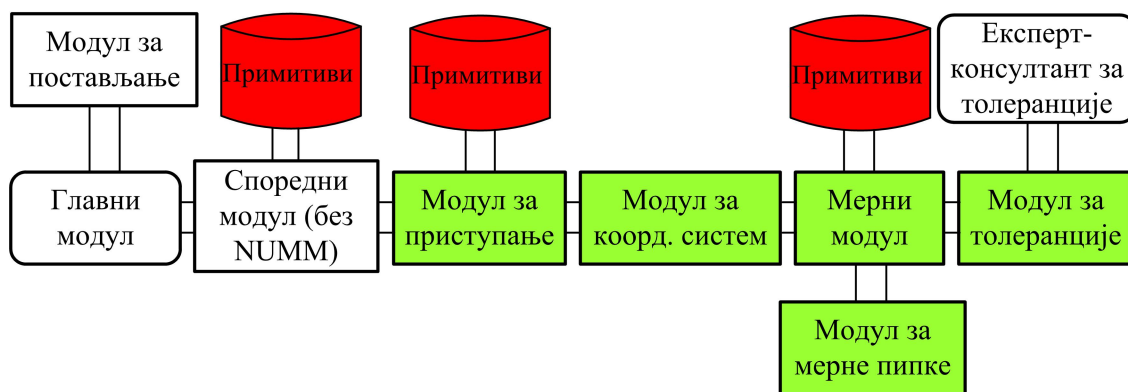 Модул за
постављање
Примитиви
Примитиви
Примитиви
Експерт-
консултант за
толеранције
Главни
модул
Споредни
модул (без
NUMM)
Модул за
приступање
Модул за
коорд. систем
Мерни
модул
Модул за
толеранције
Модул за
мерне пипке